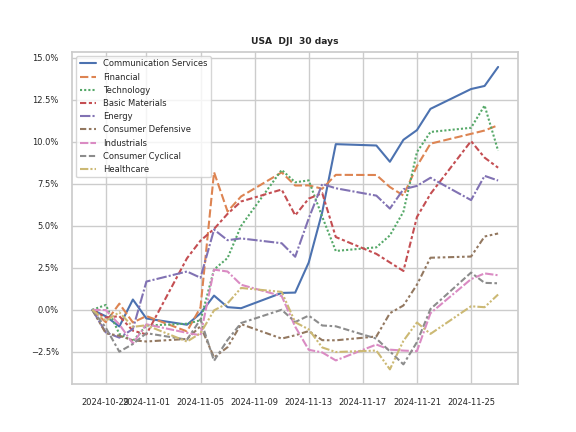 USA DJI 30 days
15.0%
12.5%
10.0%
7.5%
5.0%
2.5%
0.0%
−2.5%
Communication Services
Financial
Technology
Basic Materials
Energy
Consumer Defensive
Industrials
Consumer Cyclical
Healthcare
2024-10-29 2024-11-01 2024-11-05 2024-11-09 2024-11-13 2024-11-17 2024-11-21 2024-11-25